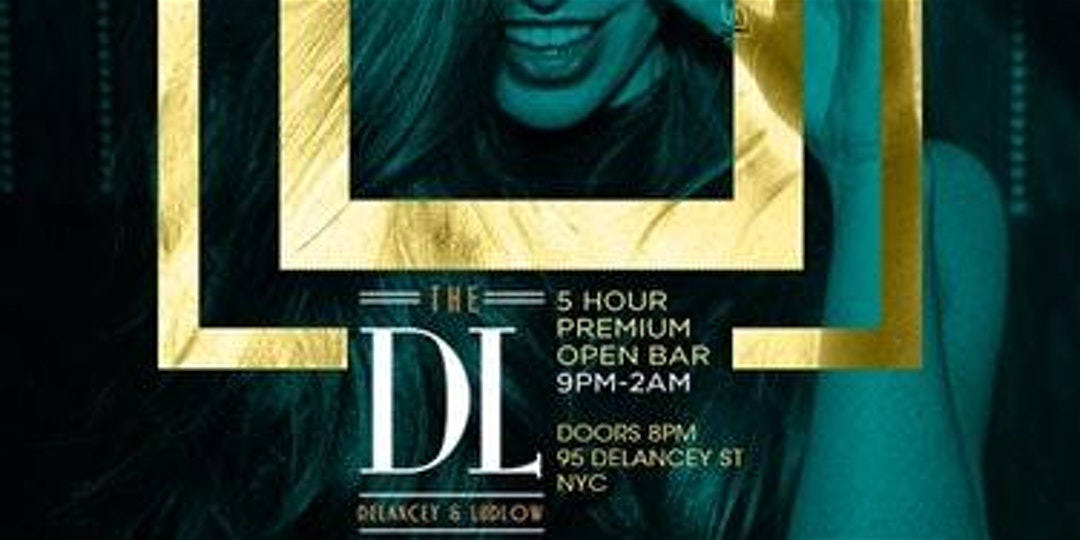 THE
DL
DELANCEY & LUDLOW
5 HOUR
PREMIUM
OPEN BAR
9PM-2AM
DOORS 8PM
95 DELANCEY ST
NYC